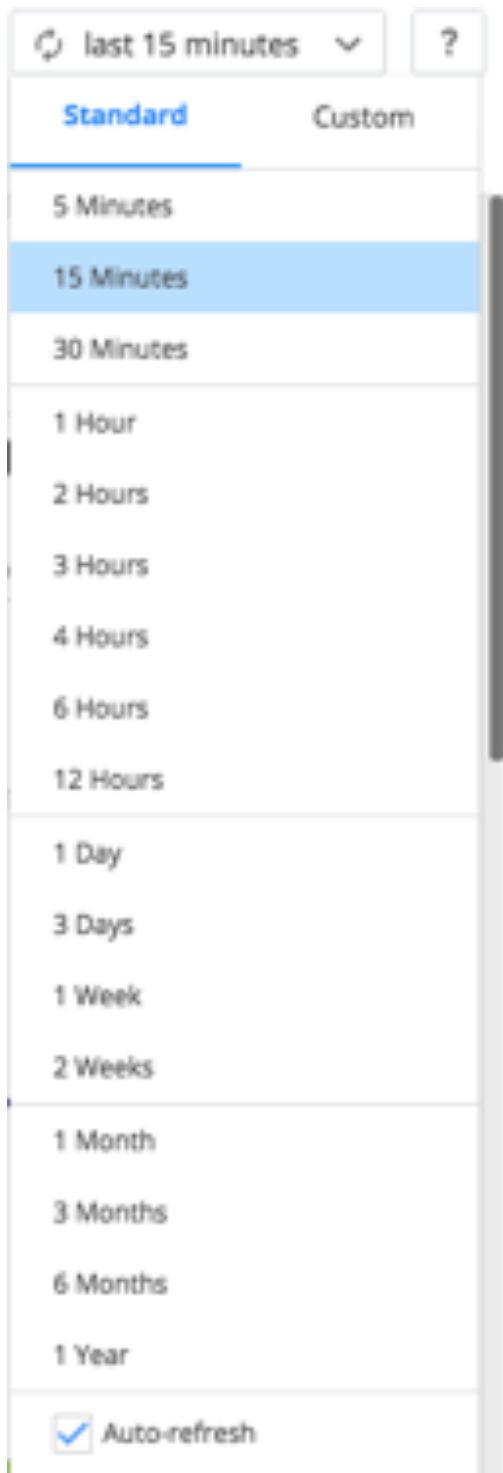 last 15 minutes
?
Standard Custom
5 Minutes
15 Minutes
30 Minutes
1 Hour
2 Hours
3 Hours
4 Hours
6 Hours
12 Hours
1 Day
3 Days
1 Week
2 Weeks
1 Month
3 Months
6 Months
1 Year
Auto-refresh